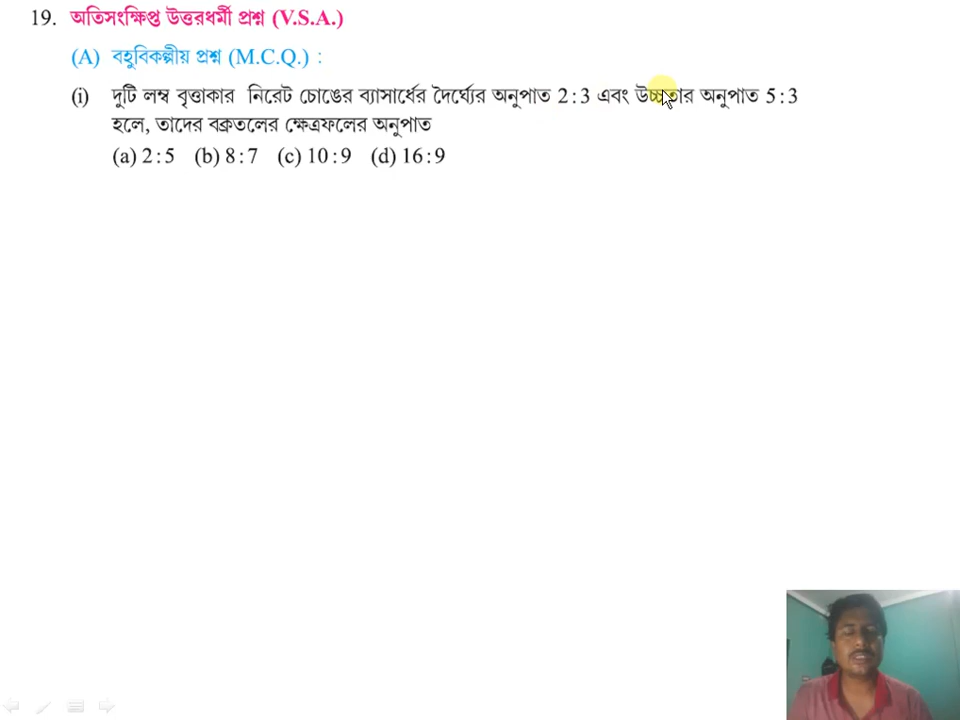 19. অতিসংক্ষিপ্ত উত্তরধর্মী প্রশ্ন (V.S.A.)
(A) বহুবিকল্পীয় প্রশ্ন (M.C.Q.) :
(i) দুটি লম্ব বৃত্তাকার নিরেট চোঙের ব্যাসার্ধের দৈর্ঘ্যের অনুপাত 2 : 3 এবং উচ্চতার অনুপাত 5 : 3
হলে, তাদের বক্রতলের ক্ষেত্রফলের অনুপাত
(a) 2 : 5 (b) 8 : 7 (c) 10 : 9 (d) 16 : 9